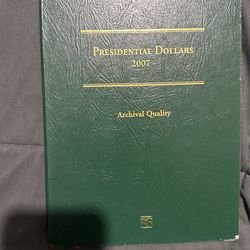 PRESIDENTIAL DOLLARS
2007
Archival Quality